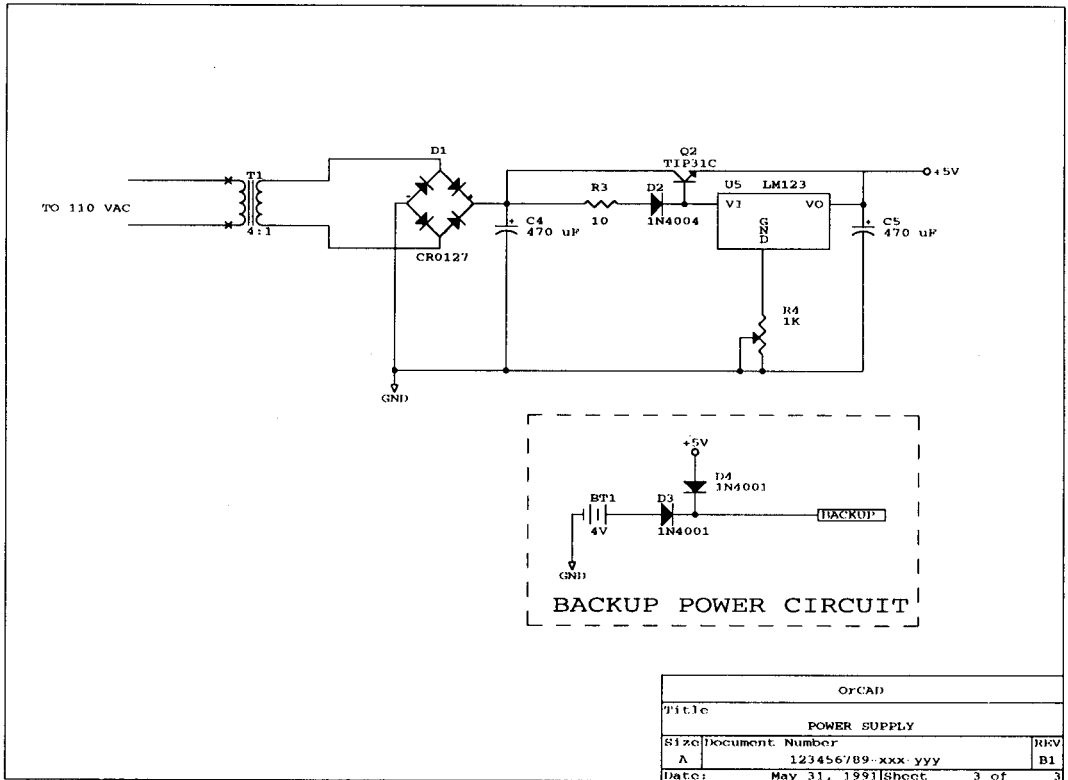 D1
Q2
TIP31C
T1
R3
D2
U5 LM123
+5V
VI
VO
GND
TO 110 VAC
4:1
+
C4
470 uF
10
1N4004
+
C5
470 uF
CR0127
R4
1K
GND
+5V
D4
1N4001
BT1
D3
BACKUP
4V
1N4001
GND
BACKUP POWER CIRCUIT
OrCAD
Title
POWER SUPPLY
Size Document Number REV
A 123456789-xxx-yyy B1
Date: May 31, 1991 Sheet 3 of 3